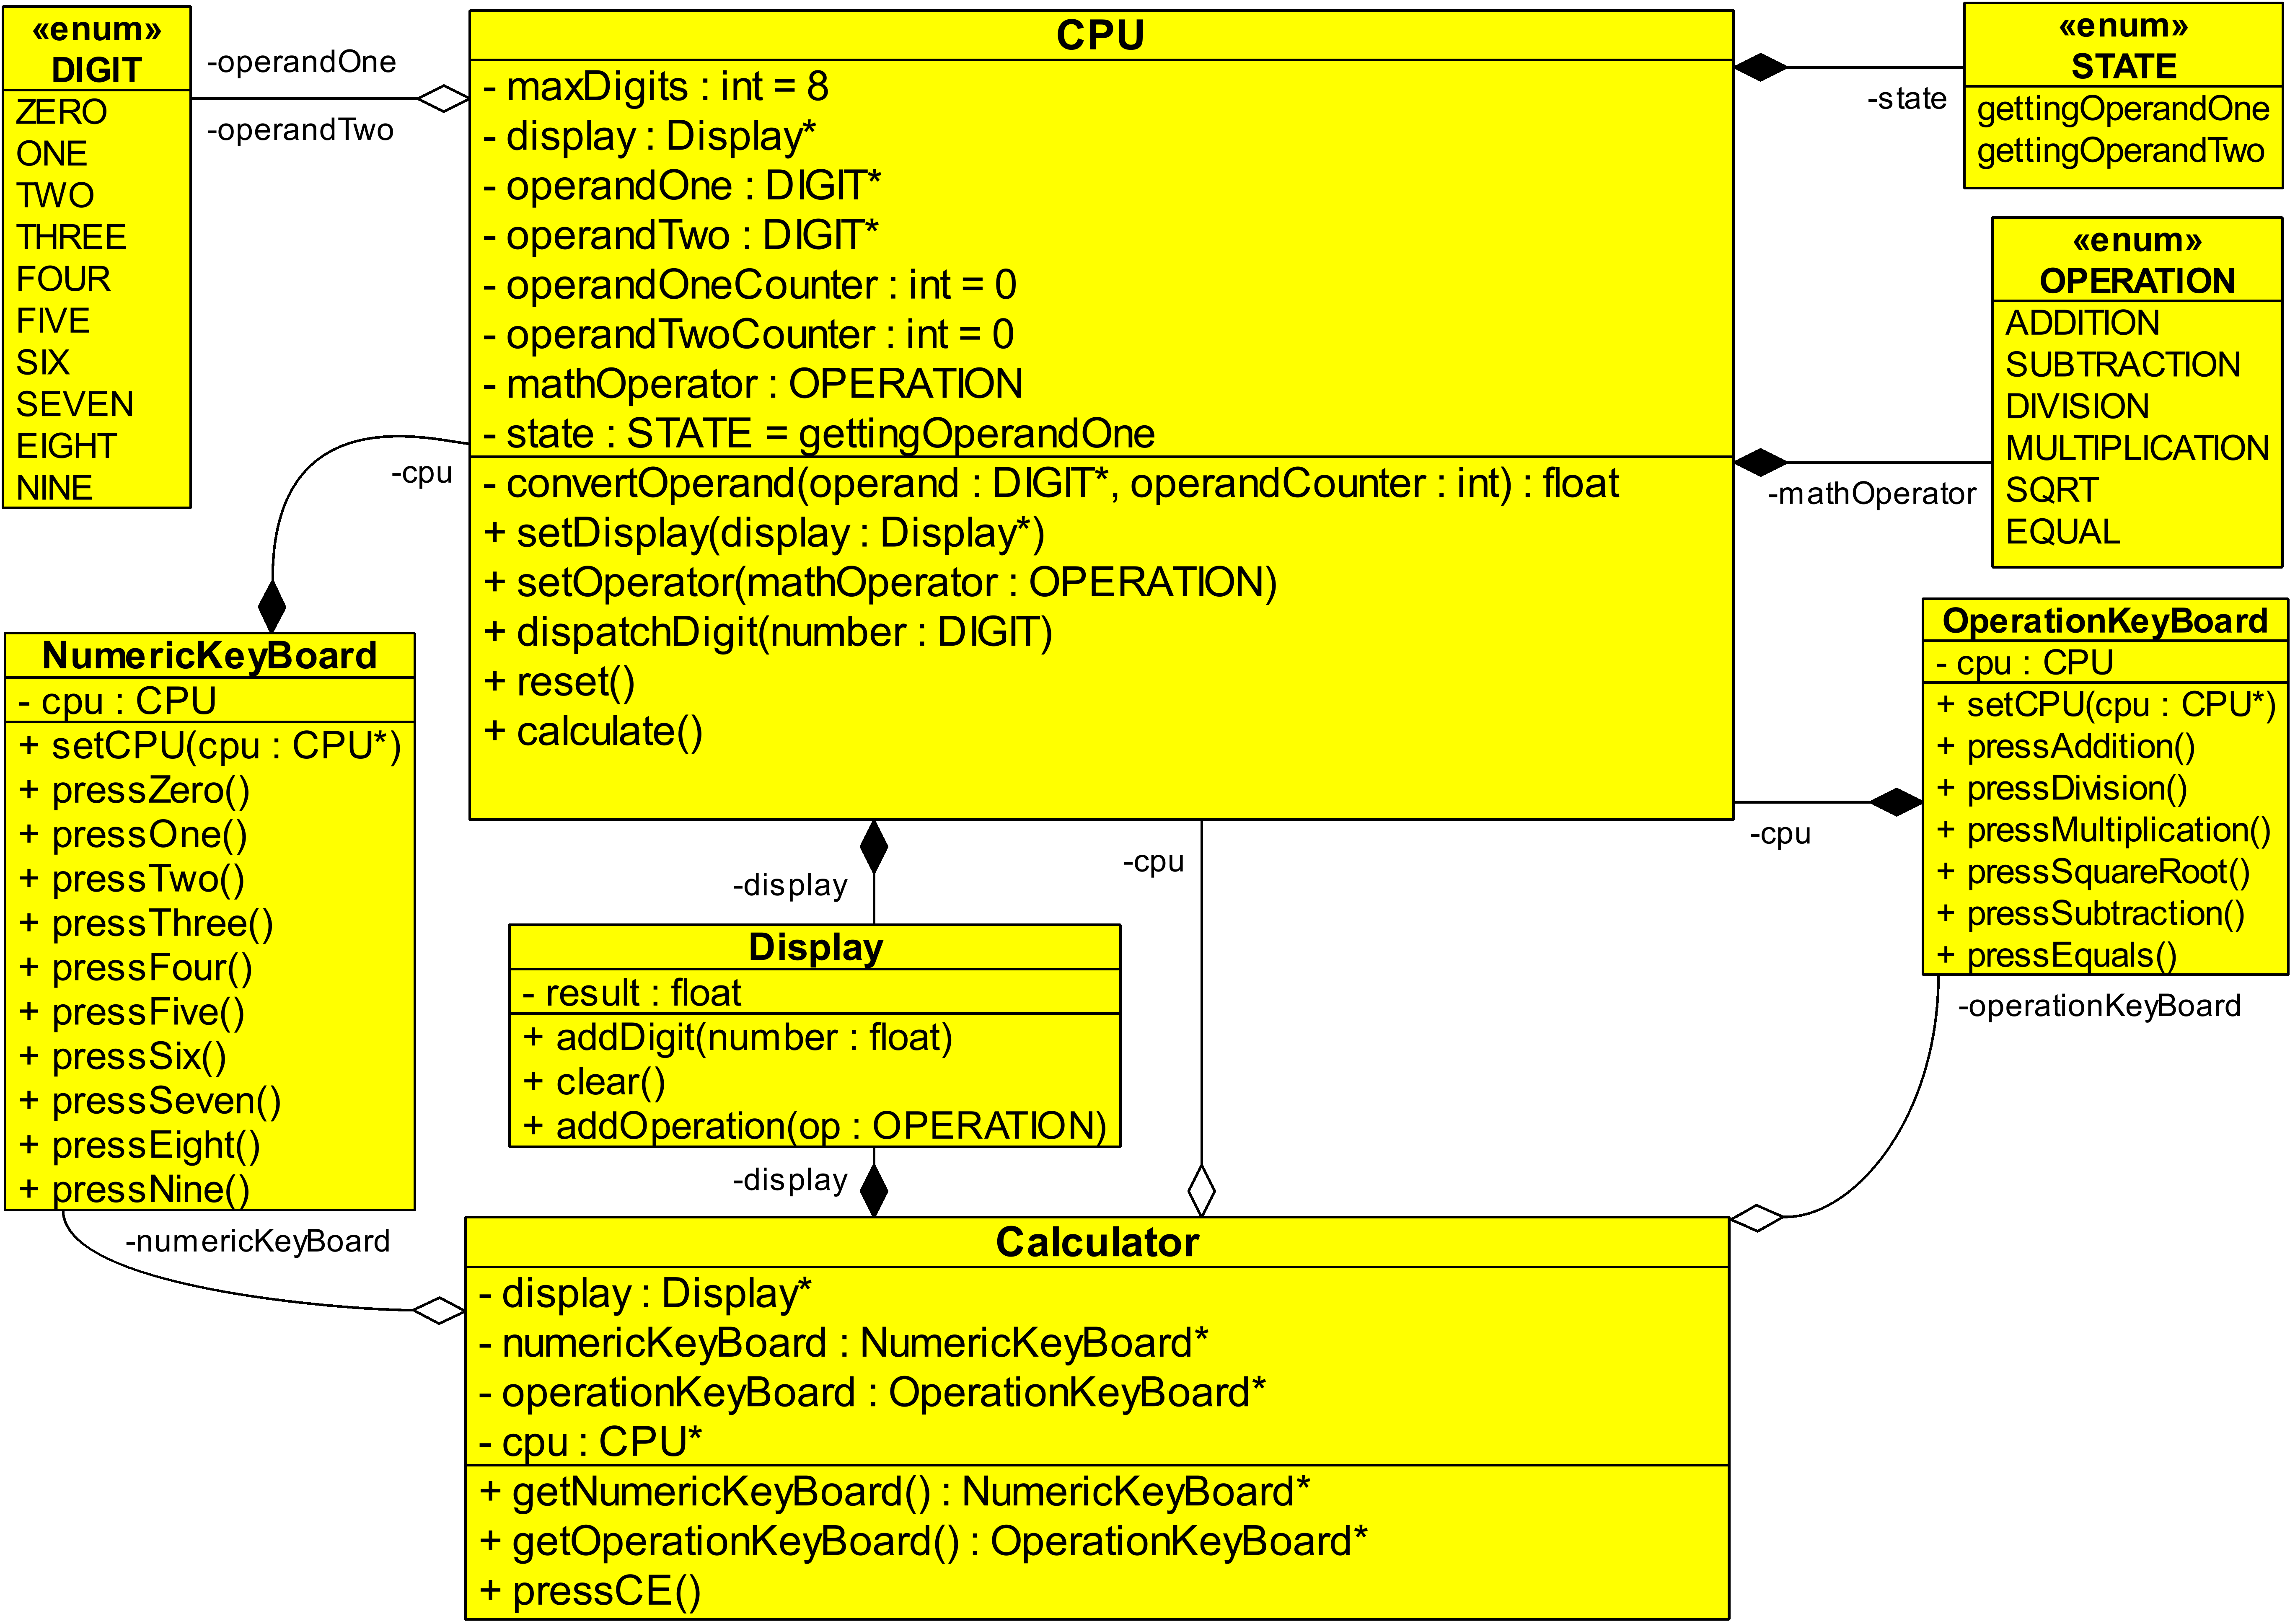 «enum»
DIGIT
ZERO
ONE
TWO
THREE
FOUR
FIVE
SIX
SEVEN
EIGHT
NINE
-operandOne
-operandTwo
CPU
- maxDigits : int = 8
- display : Display*
- operandOne : DIGIT*
- operandTwo : DIGIT*
- operandOneCounter : int = 0
- operandTwoCounter : int = 0
- mathOperator : OPERATION
- state : STATE = gettingOperandOne
- convertOperand(operand : DIGIT*, operandCounter : int) : float
+ setDisplay(display : Display*)
+ setOperator(mathOperator : OPERATION)
+ dispatchDigit(number : DIGIT)
+ reset()
+ calculate()
-state
«enum»
STATE
gettingOperandOne
gettingOperandTwo
-mathOperator
«enum»
OPERATION
ADDITION
SUBTRACTION
DIVISION
MULTIPLICATION
SQRT
EQUAL
-cpu
NumericKeyBoard
- cpu : CPU
+ setCPU(cpu : CPU*)
+ pressZero()
+ pressOne()
+ pressTwo()
+ pressThree()
+ pressFour()
+ pressFive()
+ pressSix()
+ pressSeven()
+ pressEight()
+ pressNine()
-numericKeyBoard
-display
-cpu
Display
- result : float
+ addDigit(number : float)
+ clear()
+ addOperation(op : OPERATION)
-display
-cpu
OperationKeyBoard
- cpu : CPU
+ setCPU(cpu : CPU*)
+ pressAddition()
+ pressDivision()
+ pressMultiplication()
+ pressSquareRoot()
+ pressSubtraction()
+ pressEquals()
-operationKeyBoard
Calculator
- display : Display*
- numericKeyBoard : NumericKeyBoard*
- operationKeyBoard : OperationKeyBoard*
- cpu : CPU*
+ getNumericKeyBoard() : NumericKeyBoard*
+ getOperationKeyBoard() : OperationKeyBoard*
+ pressCE()